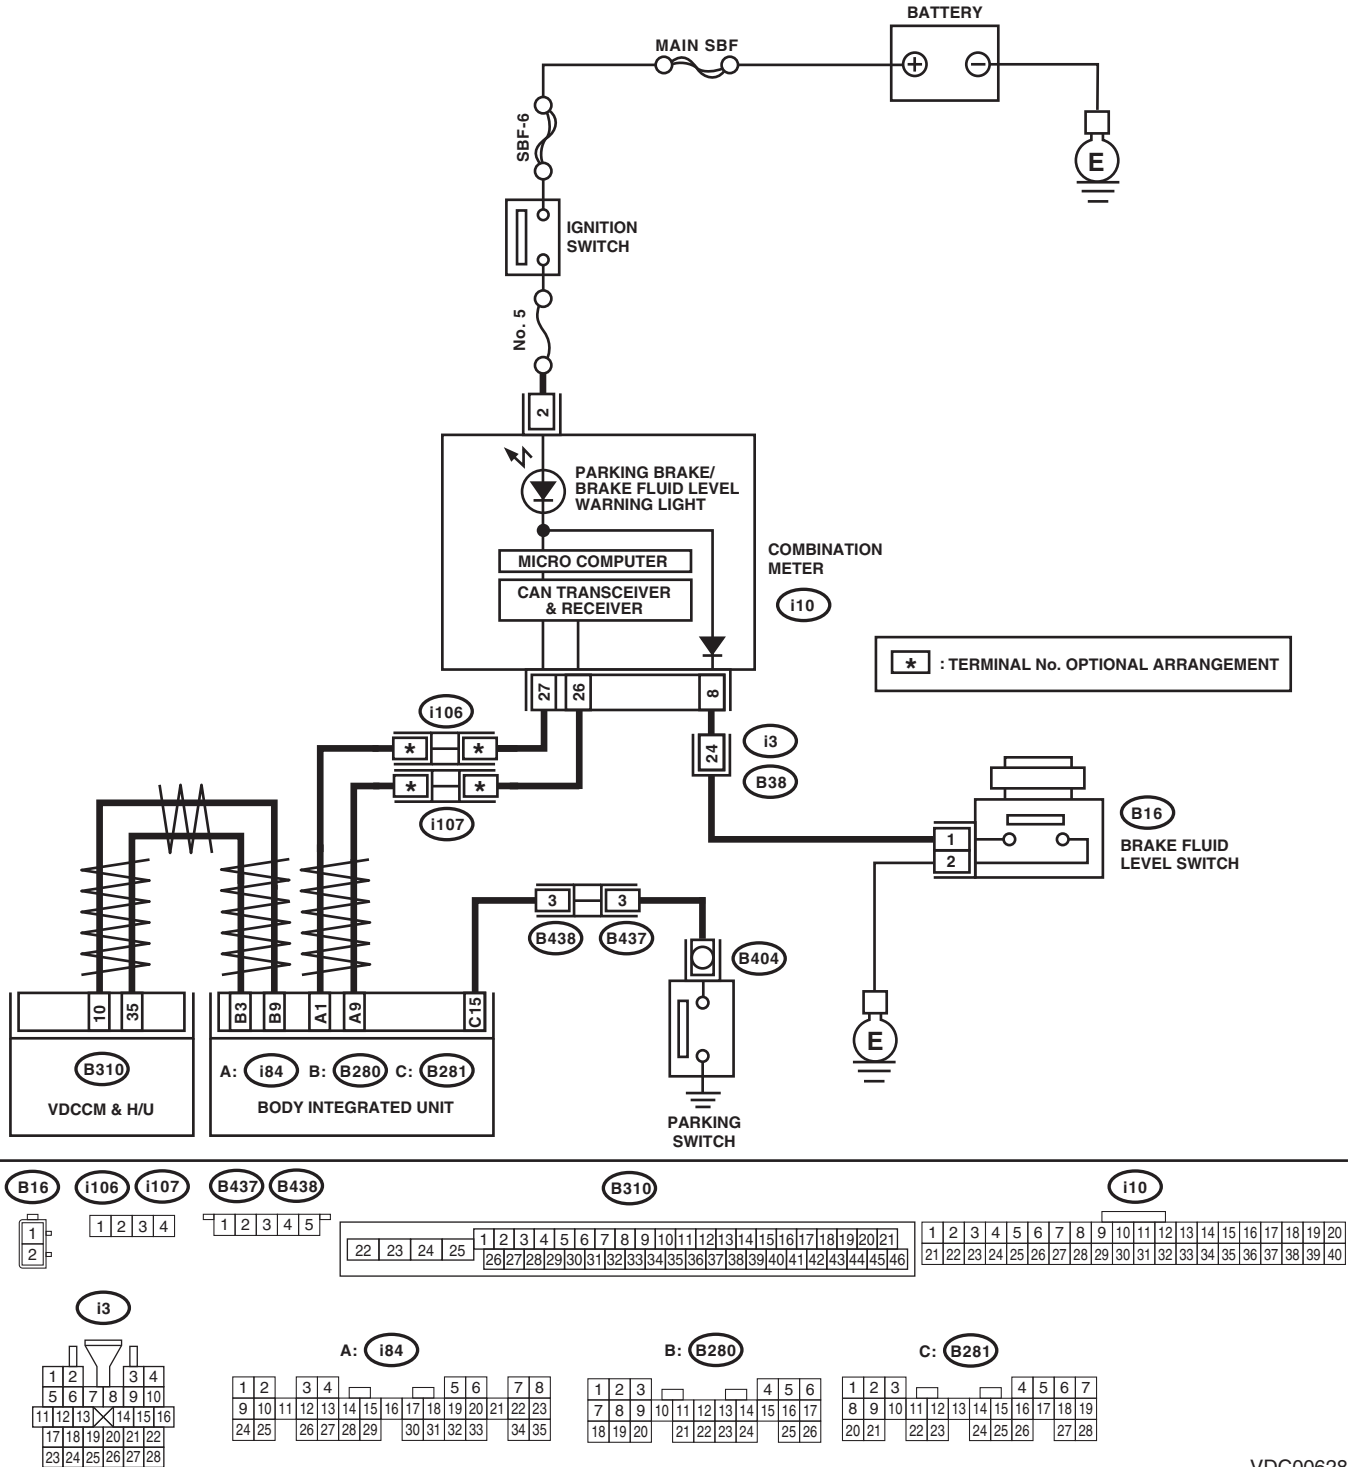 BATTERY
MAIN SBF
+ −
SBF-6
E
IGNITION
SWITCH
No. 5
2
PARKING BRAKE/
BRAKE FLUID LEVEL
WARNING LIGHT
MICRO COMPUTER
CAN TRANSCEIVER
& RECEIVER
COMBINATION
METER
i10
* : TERMINAL No. OPTIONAL ARRANGEMENT
27 26 8
i106
* *
* *
i107
24
i3
B38
B16
BRAKE FLUID
LEVEL SWITCH
1
2
3 3
B438 B437
B404
E
10 35
B3 B9 A1 A9 C15
B310
VDCCM & H/U
A: i84 B: B280 C: B281
BODY INTEGRATED UNIT
PARKING
SWITCH
B16
1
2
i106 i107
1 2 3 4
B437 B438
1 2 3 4 5
B310
22 23 24 25
1 2 3 4 5 6 7 8 9 10 11 12 13 14 15 16 17 18 19 20 21
26 27 28 29 30 31 32 33 34 35 36 37 38 39 40 41 42 43 44 45 46
i10
1 2 3 4 5 6 7 8 9 10 11 12 13 14 15 16 17 18 19 20
21 22 23 24 25 26 27 28 29 30 31 32 33 34 35 36 37 38 39 40
i3
1 2 3 4
5 6 7 8 9 10
11 12 13 14 15 16
17 18 19 20 21 22
23 24 25 26 27 28
A: i84
1 2 3 4 5 6 7 8
9 10 11 12 13 14 15 16 17 18 19 20 21 22 23
24 25 26 27 28 29 30 31 32 33 34 35
B: B280
1 2 3 4 5 6
7 8 9 10 11 12 13 14 15 16 17
18 19 20 21 22 23 24 25 26
C: B281
1 2 3 4 5 6 7
8 9 10 11 12 13 14 15 16 17 18 19
20 21 22 23 24 25 26 27 28